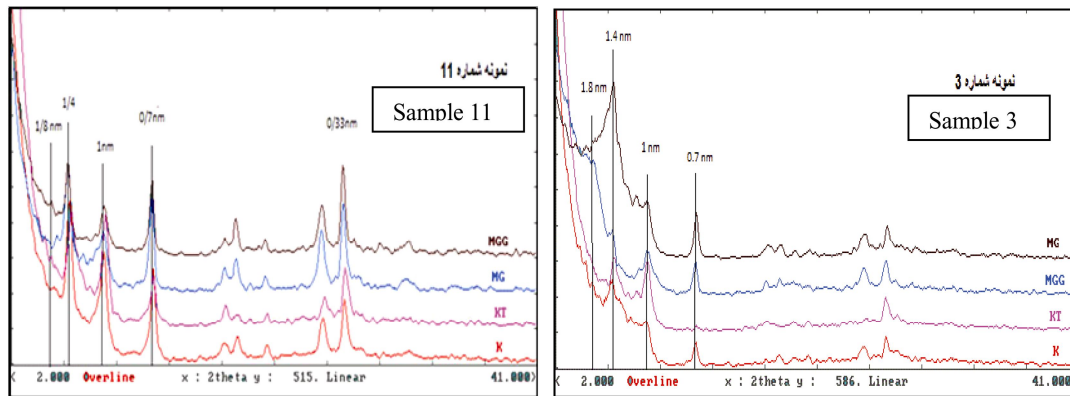 نمونه شماره 11
Sample 11
1/8 nm
1/4
1nm
0/7nm
0/33nm
MGG
MG
KT
K
< 2.000 Overline x : 2theta y : 515. Linear 41.000>
نمونه شماره 3
Sample 3
1.8 nm
1.4 nm
1 nm
0.7 nm
MG
MGG
KT
K
< 2.000 Overline x : 2theta y : 586. Linear 41.000>